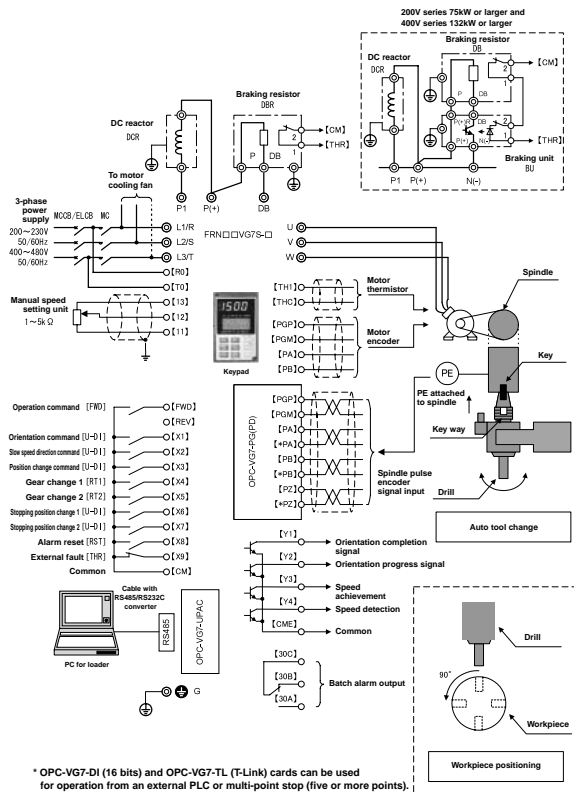 200V series 75kW or larger and
400V series 132kW or larger
Braking resistor
DB
DC reactor
DCR
2
1
【CM】
P
DB
P(+)R
DB
2
1
【THR】
P(+)
N(-)
Braking unit
BU
P1
P(+)
N(-)
Braking resistor
DBR
DC reactor
DCR
2
1
【CM】
【THR】
P
DB
To motor
cooling fan
P1
P(+)
DB
3-phase
power
supply
MCCB/ELCB
MC
200~230V
50/60Hz
400~480V
50/60Hz
L1/R
L2/S
L3/T
FRN□□VG7S-□
U
V
W
【R0】
【T0】
Manual speed
setting unit
1~5kΩ
【13】
【12】
【11】
1500
Keypad
【TH1】
【THC】
Motor
thermistor
【PGP】
【PGM】
【PA】
【PB】
Motor
encoder
Spindle
Key
PE
PE attached
to spindle
Key way
Drill
Auto tool change
OPC-VG7-PG(PD)
【PGP】
【PGM】
【PA】
【*PA】
【PB】
【*PB】
【PZ】
【*PZ】
Spindle pulse
encoder
signal input
Operation command [FWD]
【FWD】
【REV】
Orientation command [U-DI]
【X1】
Slow speed direction command [U-DI]
【X2】
Position change command [U-DI]
【X3】
Gear change 1 [RT1]
【X4】
Gear change 2 [RT2]
【X5】
Stopping position change 1 [U-DI]
【X6】
Stopping position change 2 [U-DI]
【X7】
Alarm reset [RST]
【X8】
External fault [THR]
【X9】
Common
【CM】
【Y1】
Orientation completion
signal
【Y2】
Orientation progress signal
【Y3】
Speed
achievement
【Y4】
Speed detection
【CME】
Common
Cable with
RS485/RS232C
converter
RS485
OPC-VG7-UPAC
PC for loader
【30C】
【30B】
【30A】
Batch alarm output
G
Drill
90°
Workpiece
Workpiece positioning
* OPC-VG7-DI (16 bits) and OPC-VG7-TL (T-Link) cards can be used
for operation from an external PLC or multi-point stop (five or more points).